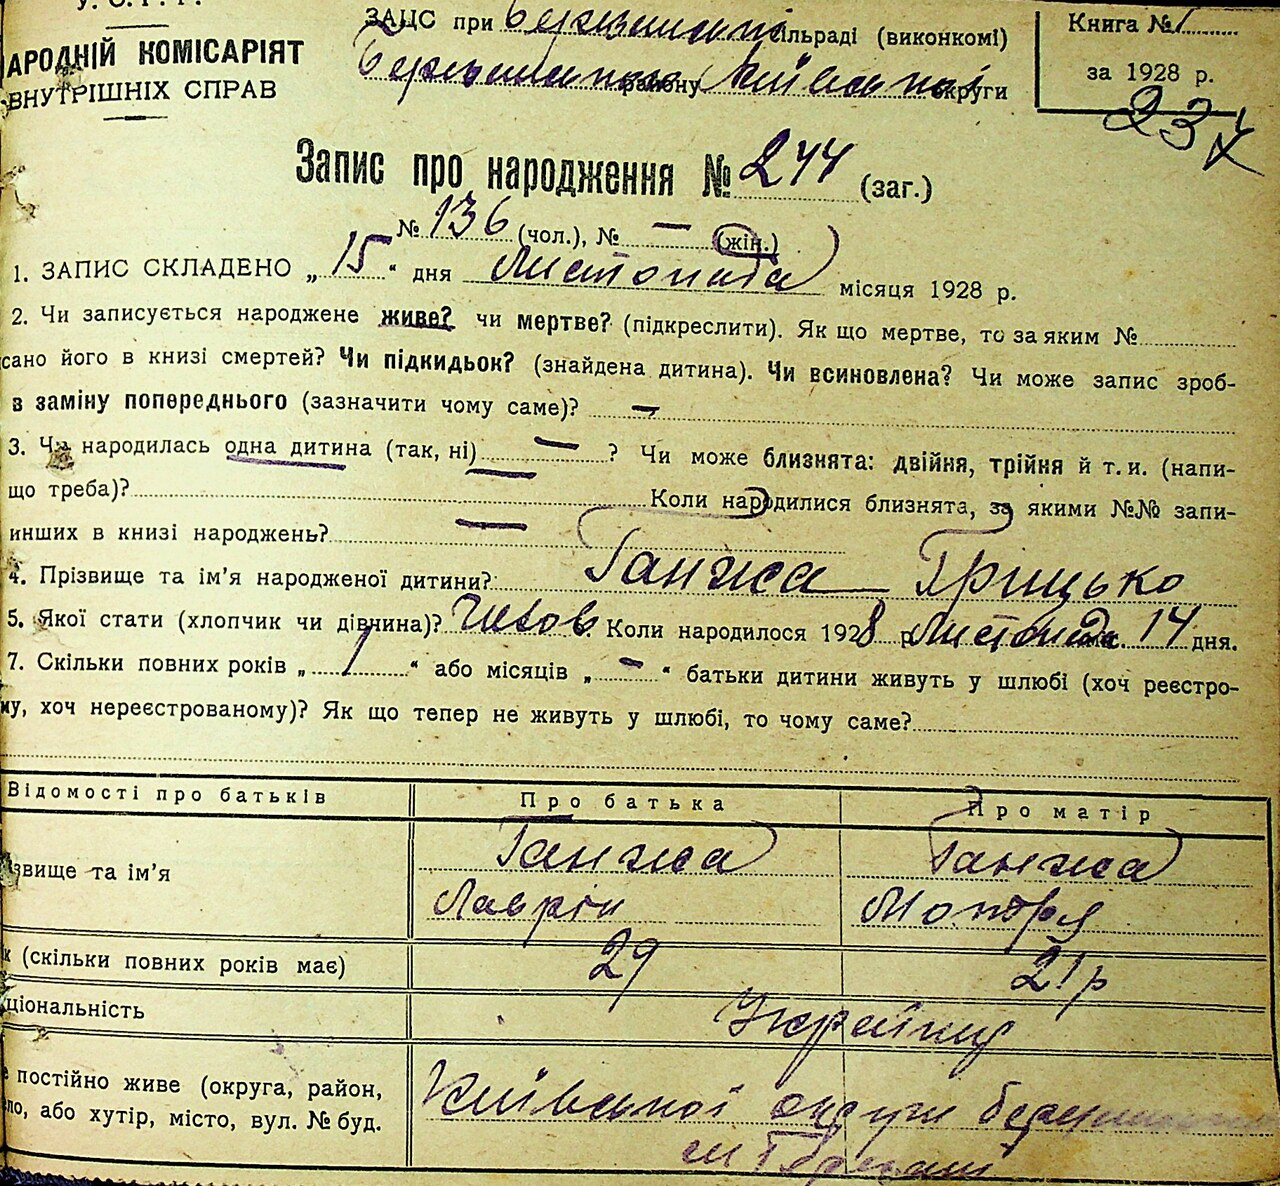 У.С.Р.Р.
АРОДНІЙ КОМІСАРІЯТ
ВНУТРІШНІХ СПРАВ
ЗАЦС при сільраді (виконкомі)
району Київської округи
Книга № 1
за 1928 р.
237
Запис про народження № 244 (заг.)
№ 136 (чол.), № — (жін.)
1. ЗАПИС СКЛАДЕНО „ 15 “ дня Листопада місяця 1928 р.
2. Чи записується народжене живе? чи мертве? (підкреслити). Як що мертве, то за яким №
сано його в книзі смертей? Чи підкидьок? (знайдена дитина). Чи всиновлена? Чи може запис зроб-
в заміну попереднього (зазначити чому саме)? —
3. Чи народилась одна дитина (так, ні) — ? Чи може близнята: двійня, трійня й т. и. (напи-
що треба)? — Коли народилися близнята, за якими №№ запи-
инших в книзі народжень? —
4. Прізвище та ім'я народженої дитини? Ганжа Грицько
5. Якої стати (хлопчик чи дівчина)? Чолов. Коли народилося 1928 р. Листопада 14 дня.
7. Скільки повних років „ 1 “ або місяців „ — “ батьки дитини живуть у шлюбі (хоч реєстро-
му, хоч нереєстрованому)? Як що тепер не живуть у шлюбі, то чому саме?
Відомості про батьків Про батька Про матір
звище та ім'я Ганжа Ганжа
Лаврін Мотря
к (скільки повних років має) 29 21 р
ціональність Українці
е постійно живе (округа, район, Київської округи
ло, або хутір, місто, вул. № буд.